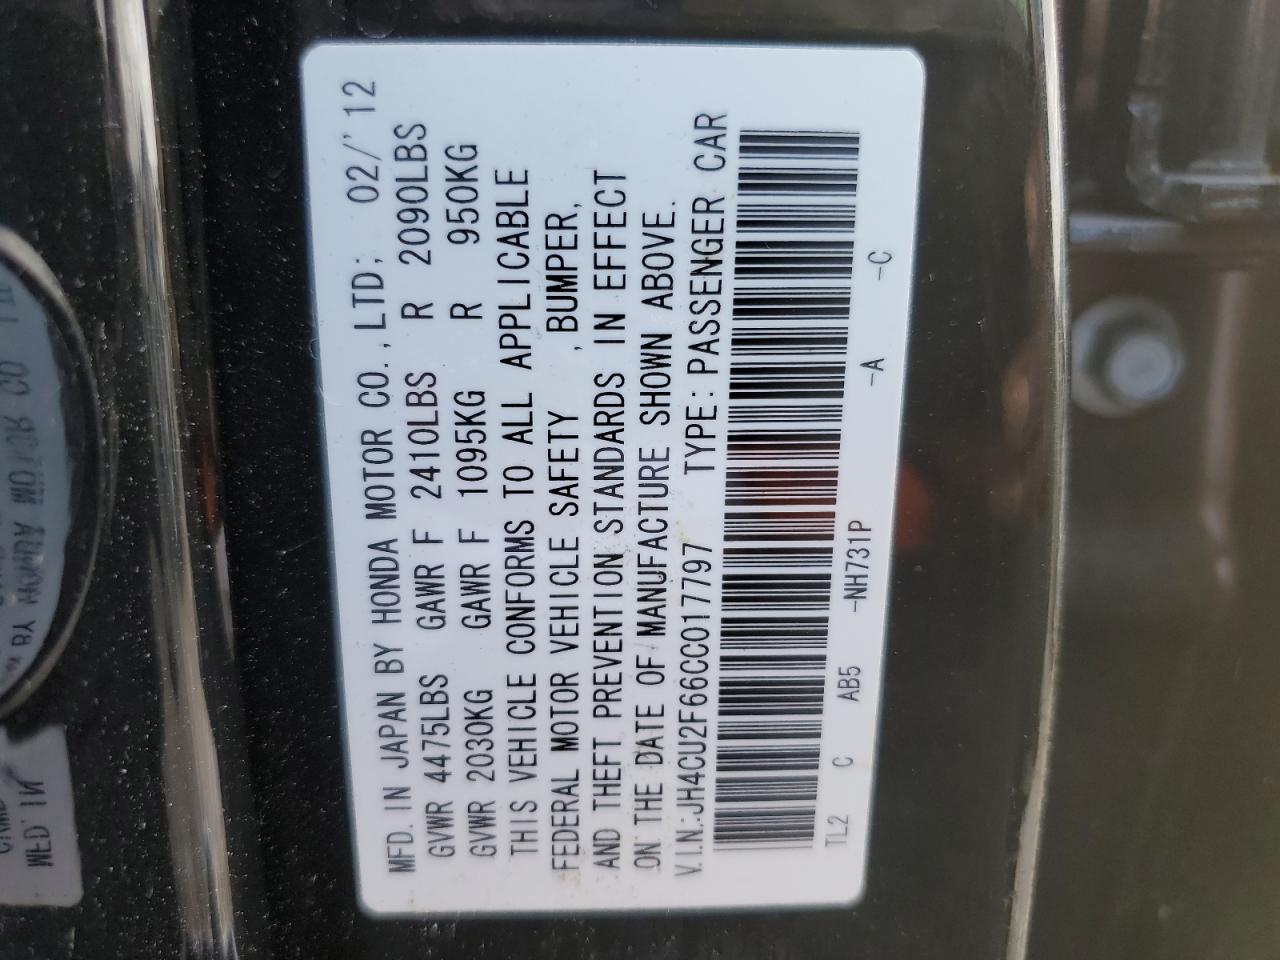 MFD. IN JAPAN BY HONDA MOTOR CO., LTD; 02/'12
GVWR 4475LBS GAWR F 2410LBS R 2090LBS
GVWR 2030KG GAWR F 1095KG R 950KG
THIS VEHICLE CONFORMS TO ALL APPLICABLE
FEDERAL MOTOR VEHICLE SAFETY ,BUMPER,
AND THEFT PREVENTION STANDARDS IN EFFECT
ON THE DATE OF MANUFACTURE SHOWN ABOVE.
V.I.N.:JH4CU2F66CC017797 TYPE:PASSENGER CAR
TL2 C AB5 -NH731P -A -C